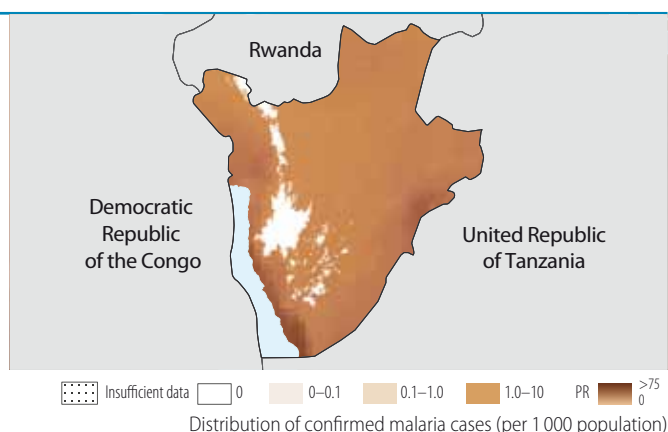 Rwanda
Democratic
Republic
of the Congo
United Republic
of Tanzania
Insufficient data 0 0–0.1 0.1–1.0 1.0–10 PR >75
0
Distribution of confirmed malaria cases (per 1 000 population)